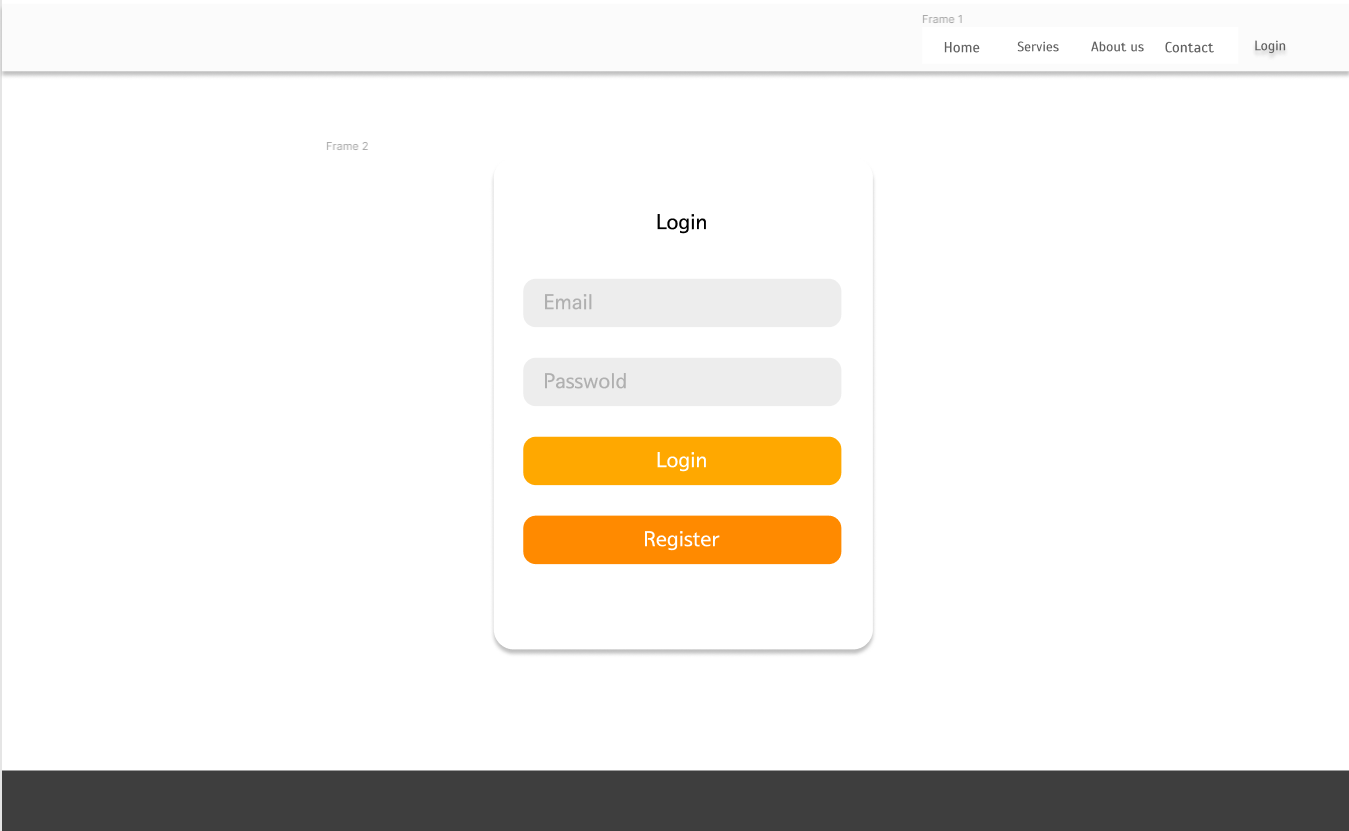 Frame 1
Home Servies About us Contact Login
Frame 2
Login
Email
Passwold
Login
Register